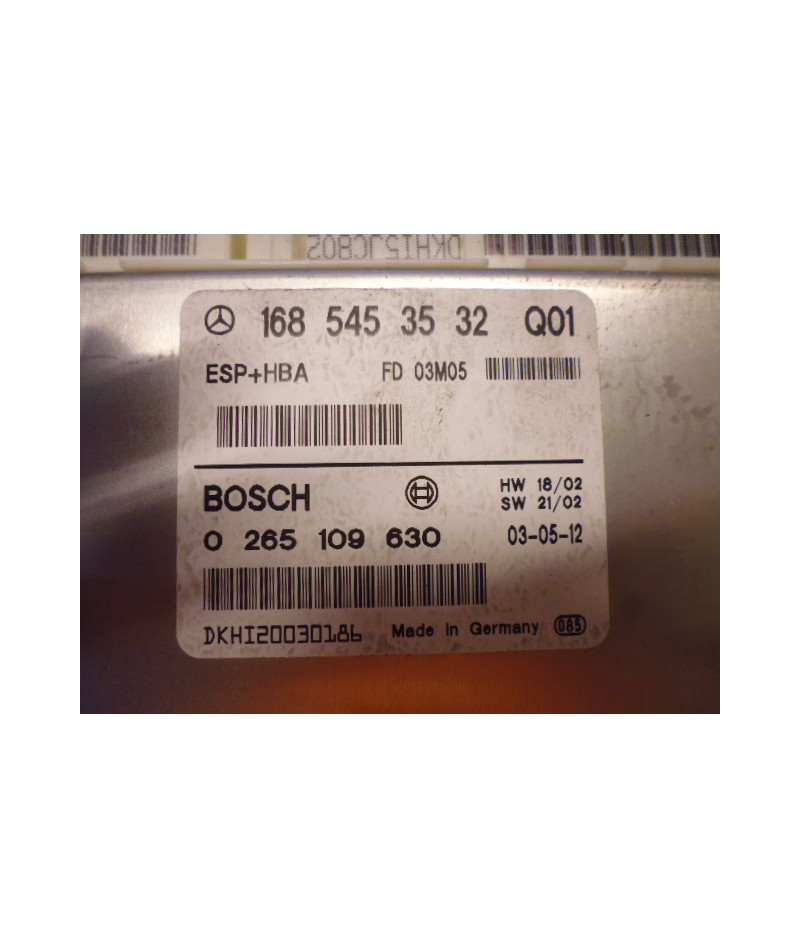 DKHI5JCB02
168 545 35 32 Q01
ESP+HBA FD 03M05
BOSCH HW 18/02
SW 21/02
0 265 109 630 03-05-12
DKHI20030186 Made in Germany 085